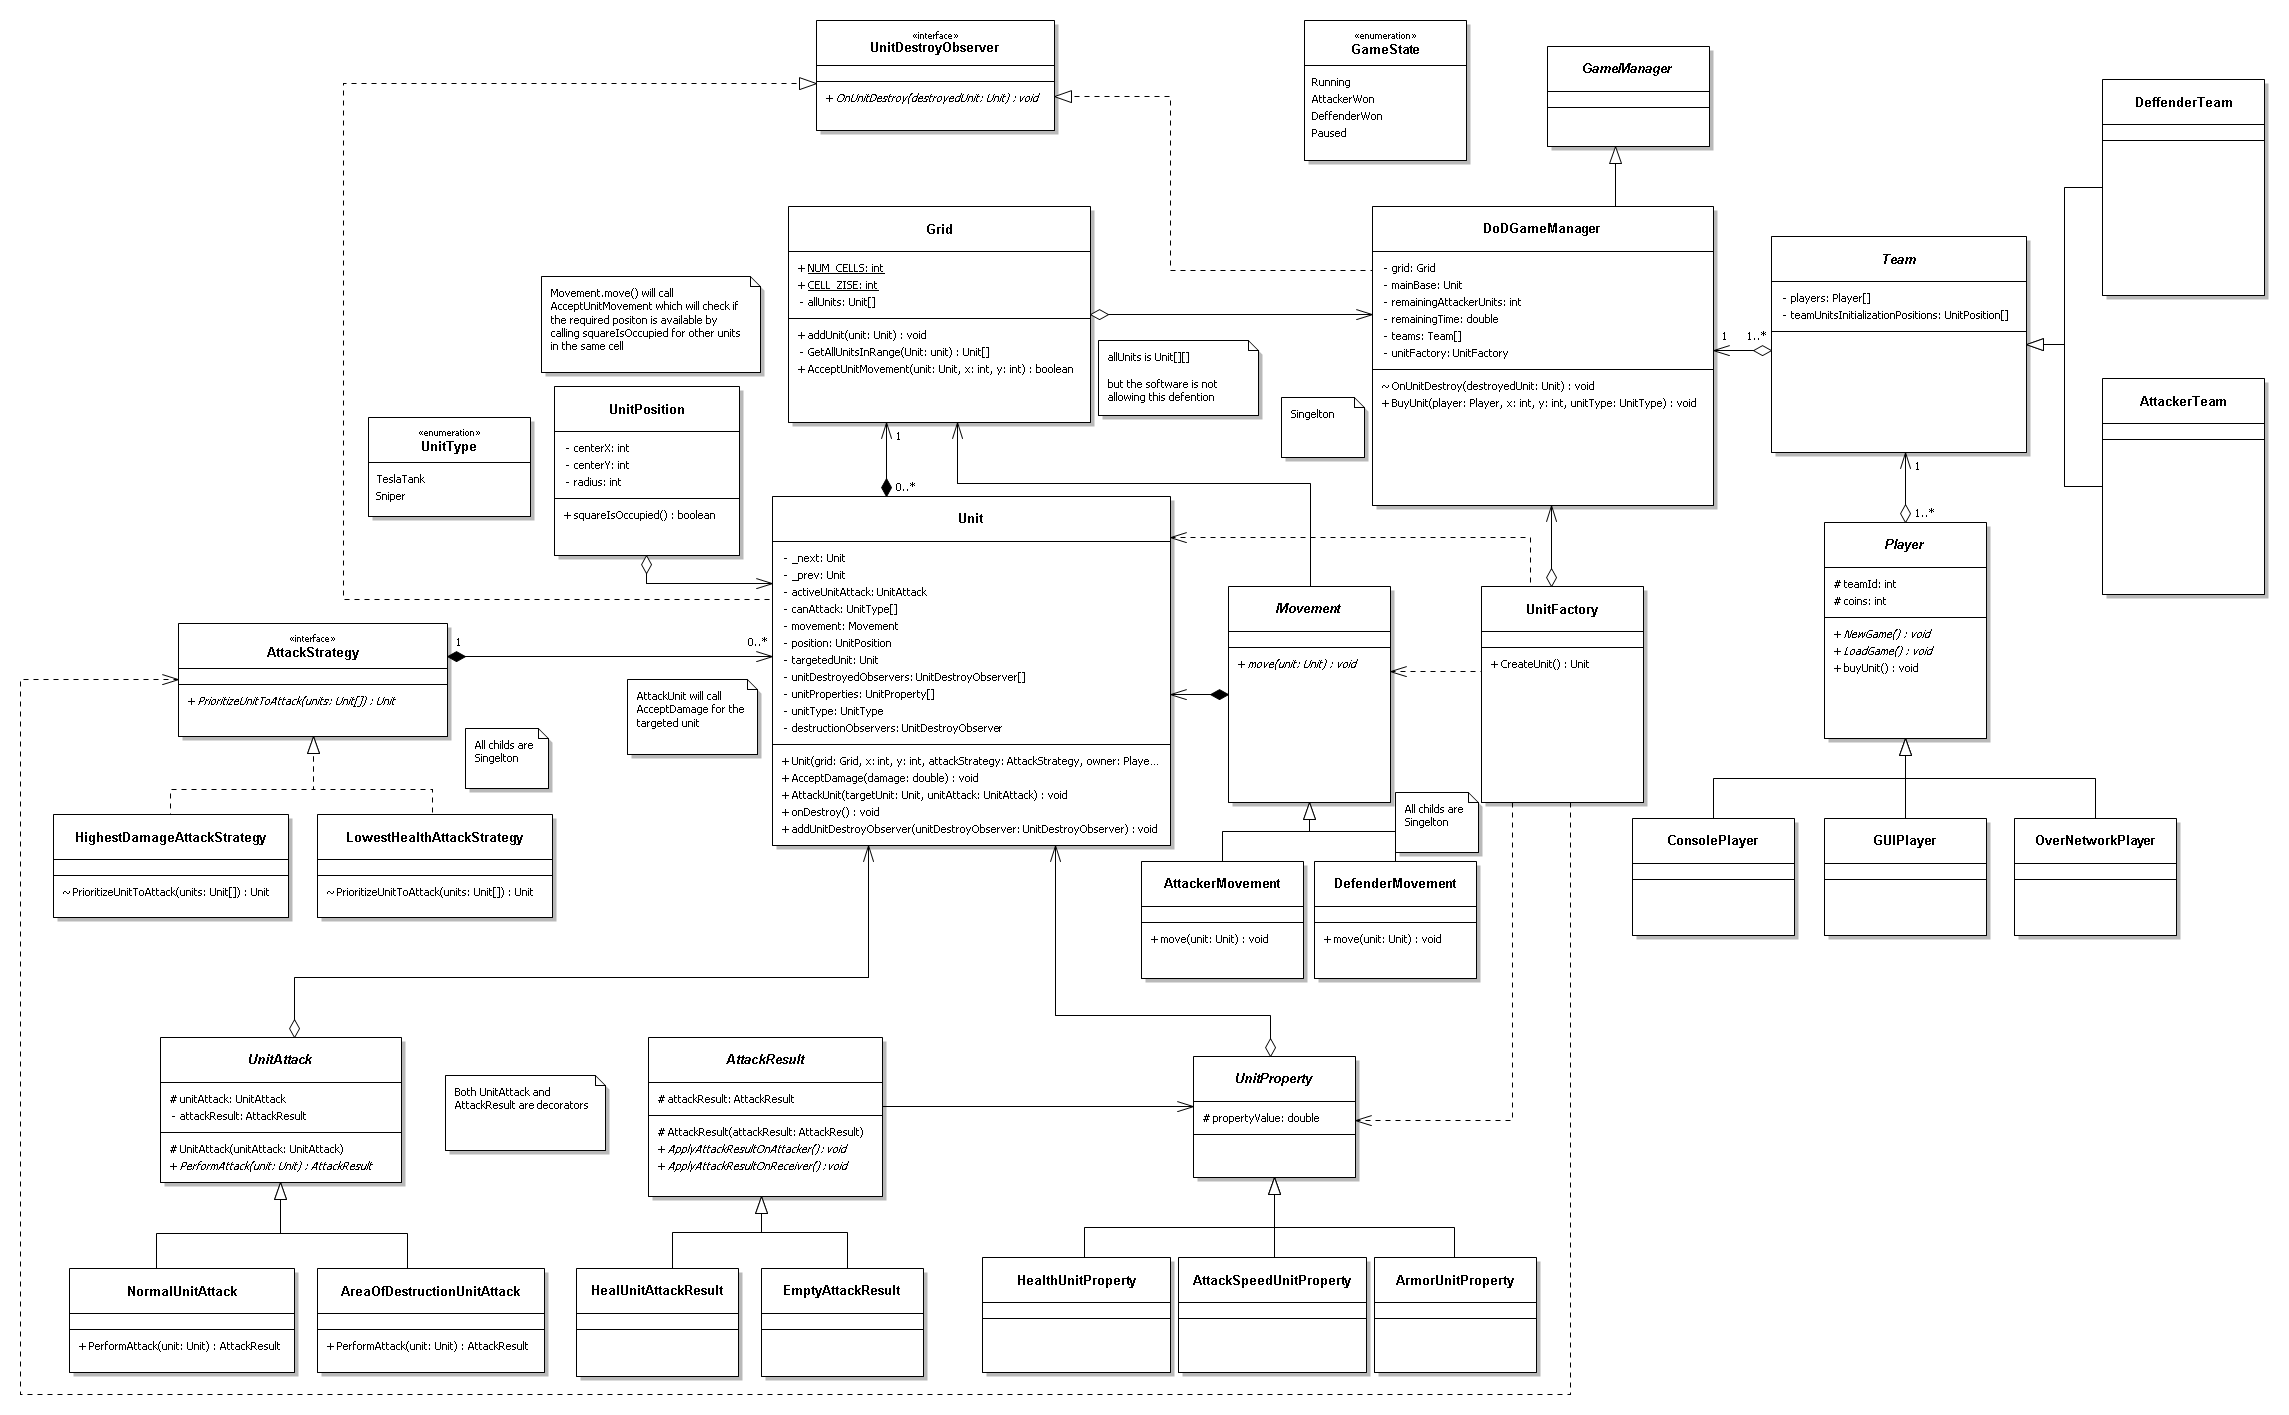 «interface»
UnitDestroyObserver
+ OnUnitDestroy(destroyedUnit: Unit) : void
«enumeration»
GameState
Running
AttackerWon
DeffenderWon
Paused
GameManager
DeffenderTeam
Grid
+ NUM_CELLS: int
+ CELL_ZISE: int
- allUnits: Unit[]
+ addUnit(unit: Unit) : void
- GetAllUnitsInRange(Unit: unit) : Unit[]
+ AcceptUnitMovement(unit: Unit, x: int, y: int) : boolean
DoDGameManager
- grid: Grid
- mainBase: Unit
- remainingAttackerUnits: int
- remainingTime: double
- teams: Team[]
- unitFactory: UnitFactory
~ OnUnitDestroy(destroyedUnit: Unit) : void
+ BuyUnit(player: Player, x: int, y: int, unitType: UnitType) : void
Team
- players: Player[]
- teamUnitsInitializationPositions: UnitPosition[]
1
1..*
Movement.move() will call
AcceptUnitMovement which will check if
the required positon is available by
calling squareIsOccupied for other units
in the same cell
allUnits is Unit[][]
but the software is not
allowing this defention
Singelton
AttackerTeam
«enumeration»
UnitType
TeslaTank
Sniper
UnitPosition
- centerX: int
- centerY: int
- radius: int
+ squareIsOccupied() : boolean
1
0..*
1
1..*
Unit
- _next: Unit
- _prev: Unit
- activeUnitAttack: UnitAttack
- canAttack: UnitType[]
- movement: Movement
- position: UnitPosition
- targetedUnit: Unit
- unitDestroyedObservers: UnitDestroyObserver[]
- unitProperties: UnitProperty[]
- unitType: UnitType
- destructionObservers: UnitDestroyObserver
+ Unit(grid: Grid, x: int, y: int, attackStrategy: AttackStrategy, owner: Playe...
+ AcceptDamage(damage: double) : void
+ AttackUnit(targetUnit: Unit, unitAttack: UnitAttack) : void
+ onDestroy() : void
+ addUnitDestroyObserver(unitDestroyObserver: UnitDestroyObserver) : void
Movement
+ move(unit: Unit) : void
UnitFactory
+ CreateUnit() : Unit
Player
# teamId: int
# coins: int
+ NewGame() : void
+ LoadGame() : void
+ buyUnit() : void
«interface»
AttackStrategy
+ PrioritizeUnitToAttack(units: Unit[]) : Unit
1
0..*
AttackUnit will call
AcceptDamage for the
targeted unit
All childs are
Singelton
All childs are
Singelton
HighestDamageAttackStrategy
~ PrioritizeUnitToAttack(units: Unit[]) : Unit
LowestHealthAttackStrategy
~ PrioritizeUnitToAttack(units: Unit[]) : Unit
AttackerMovement
+ move(unit: Unit) : void
DefenderMovement
+ move(unit: Unit) : void
ConsolePlayer
GUIPlayer
OverNetworkPlayer
UnitAttack
# unitAttack: UnitAttack
- attackResult: AttackResult
# UnitAttack(unitAttack: UnitAttack)
+ PerformAttack(unit: Unit) : AttackResult
Both UnitAttack and
AttackResult are decorators
AttackResult
# attackResult: AttackResult
# AttackResult(attackResult: AttackResult)
+ ApplyAttackResultOnAttacker() : void
+ ApplyAttackResultOnReceiver() : void
UnitProperty
# propertyValue: double
NormalUnitAttack
+ PerformAttack(unit: Unit) : AttackResult
AreaOfDestructionUnitAttack
+ PerformAttack(unit: Unit) : AttackResult
HealUnitAttackResult
EmptyAttackResult
HealthUnitProperty
AttackSpeedUnitProperty
ArmorUnitProperty